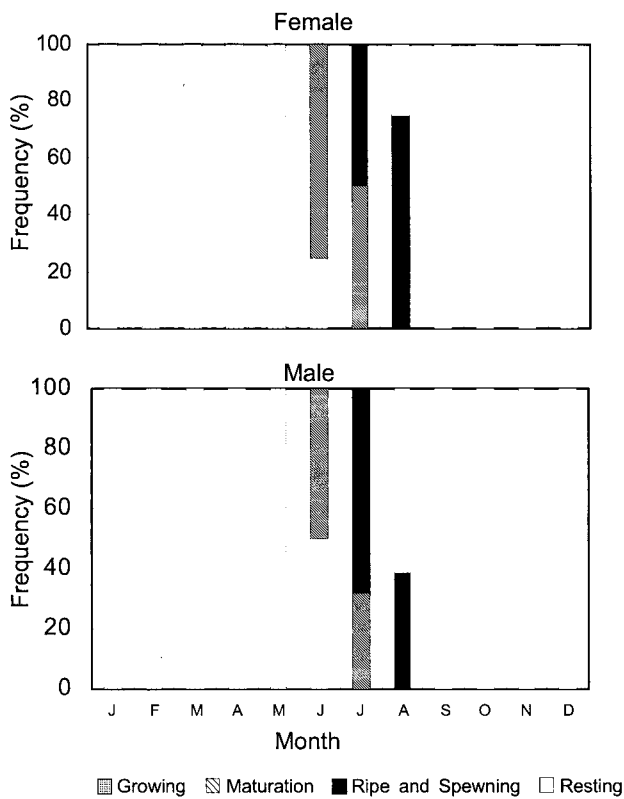 Female
100
80
60
40
20
0
Frequency (%)
Male
100
80
60
40
20
0
Frequency (%)
J F M A M J J A S O N D
Month
Growing Maturation Ripe and Spewning Resting